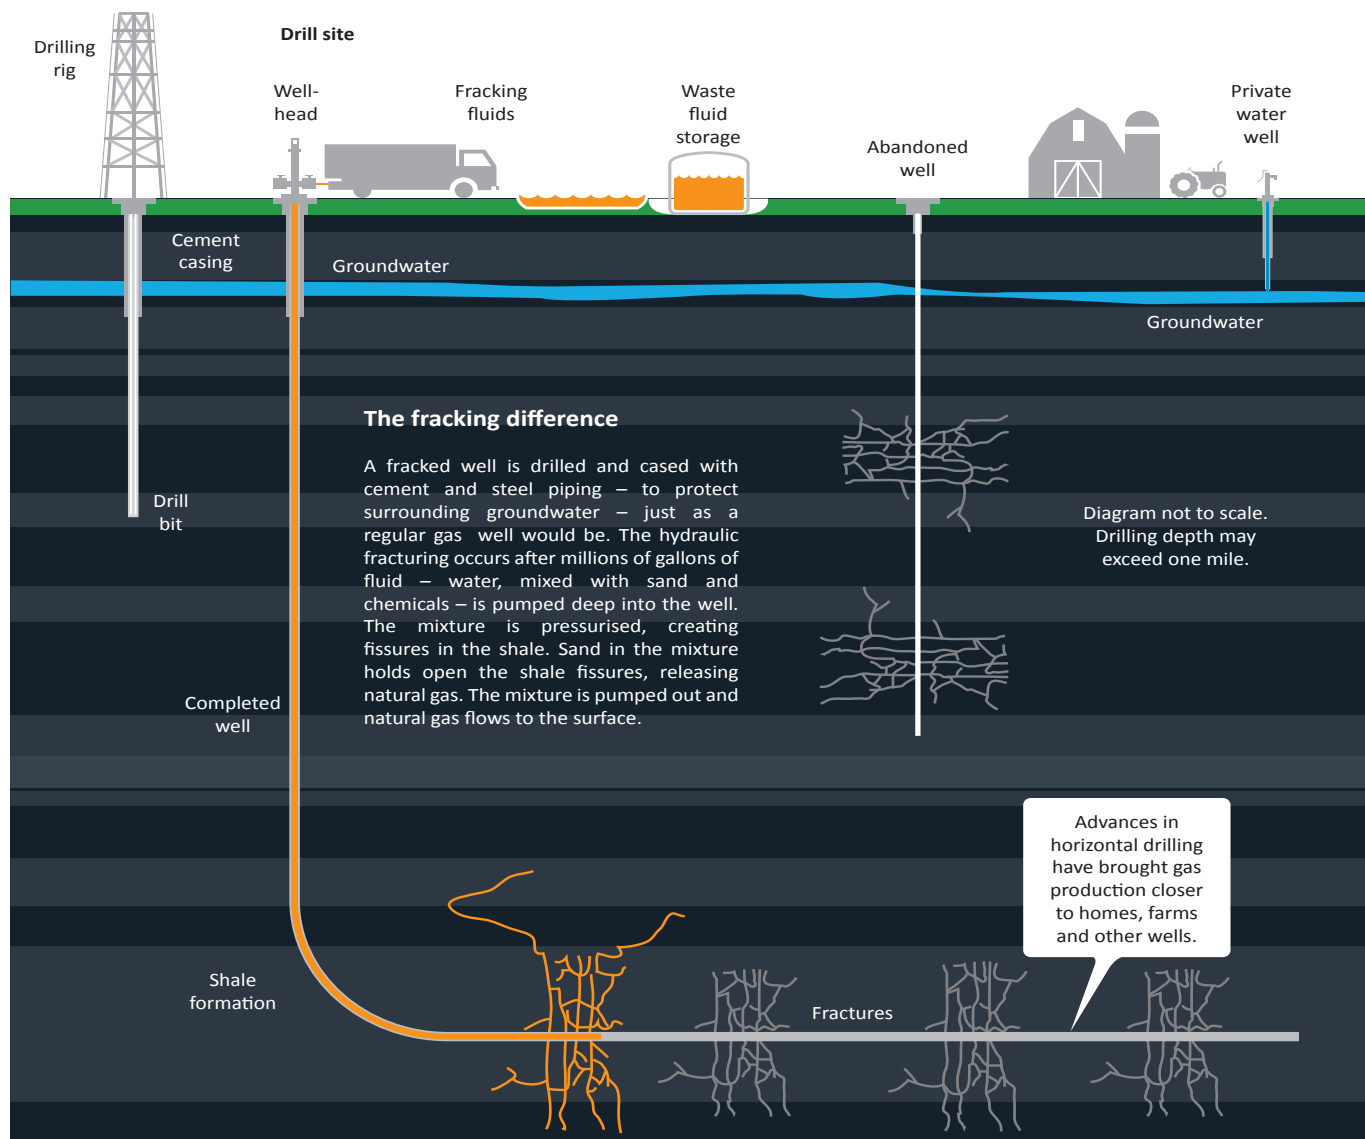 Drill site
Drilling
rig
Well-
head
Fracking
fluids
Waste
fluid
storage
Abandoned
well
Private
water
well
Cement
casing
Groundwater
Groundwater
The fracking difference
A fracked well is drilled and cased with
cement and steel piping – to protect
surrounding groundwater – just as a
regular gas well would be. The hydraulic
fracturing occurs after millions of gallons of
fluid – water, mixed with sand and
chemicals – is pumped deep into the well.
The mixture is pressurised, creating
fissures in the shale. Sand in the mixture
holds open the shale fissures, releasing
natural gas. The mixture is pumped out and
natural gas flows to the surface.
Drill
bit
Diagram not to scale.
Drilling depth may
exceed one mile.
Completed
well
Advances in
horizontal drilling
have brought gas
production closer
to homes, farms
and other wells.
Shale
formation
Fractures